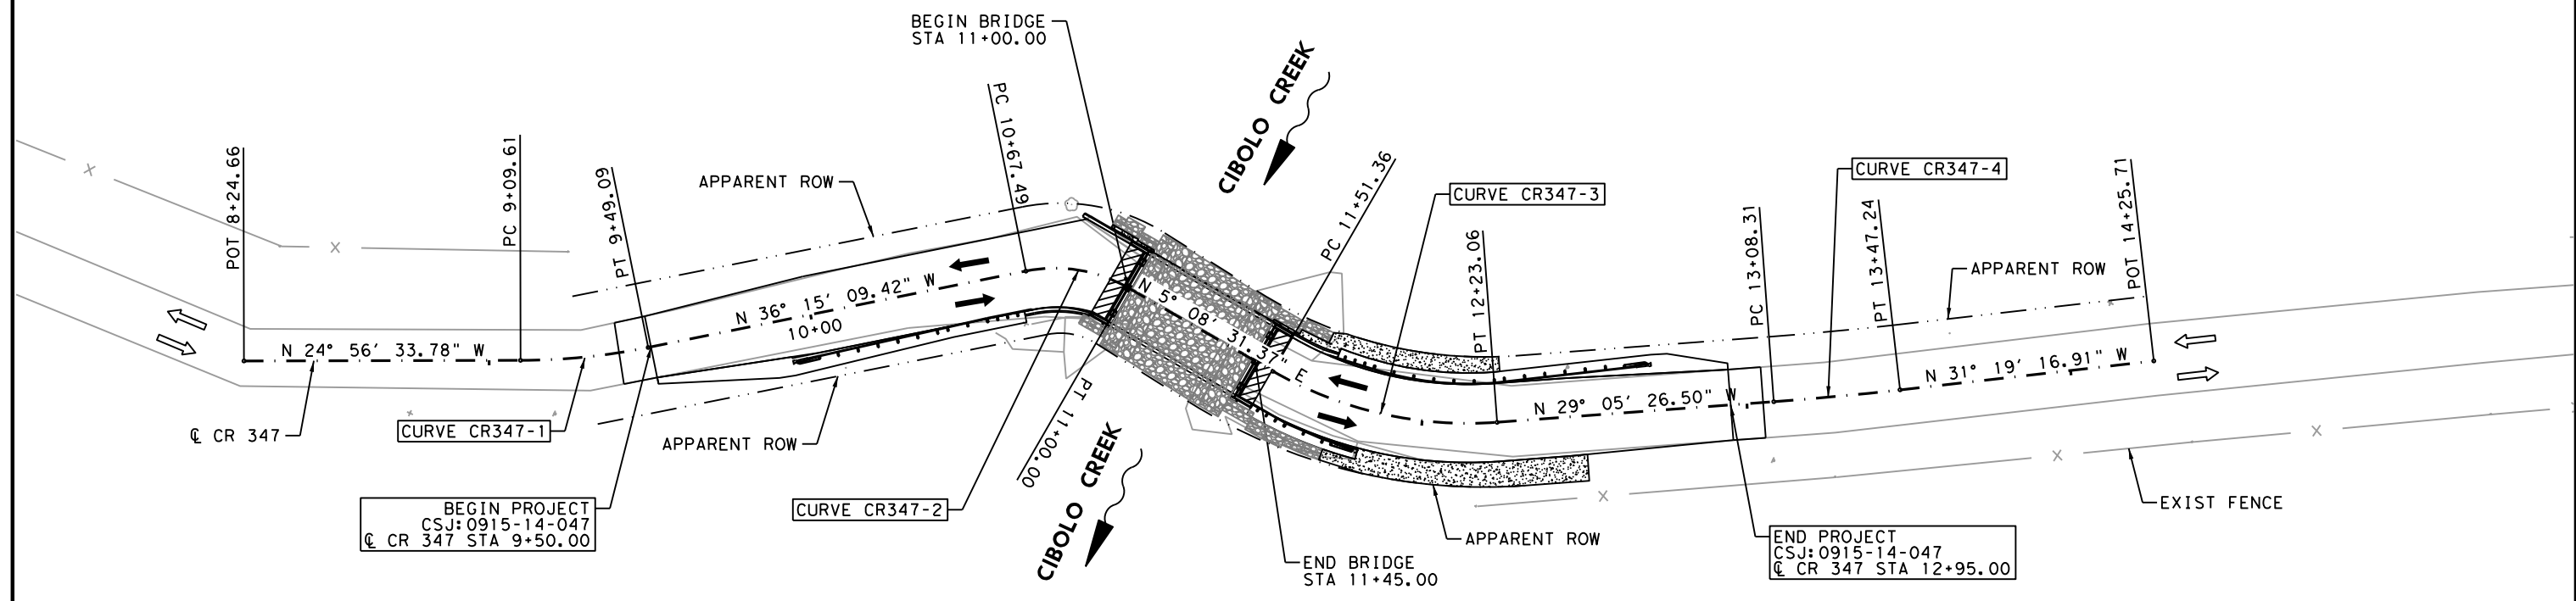 BEGIN BRIDGE
STA 11+00.00
CIBOLO CREEK
POT 8+24.66
PC 9+09.61
PT 9+49.09
APPARENT ROW
PC 10+67.49
PC 11+51.36
CURVE CR347-3
CURVE CR347-4
PT 12+23.06
PC 13+08.31
PT 13+47.24
APPARENT ROW
POT 14+25.71
N 24° 56' 33.78" W
N 36° 15' 09.42" W
10+00
N 5° 08' 31.37" E
N 29° 05' 26.50" W
N 31° 19' 16.91" W
℄ CR 347
CURVE CR347-1
APPARENT ROW
PT 11+00.00
BEGIN PROJECT
CSJ:0915-14-047
℄ CR 347 STA 9+50.00
CURVE CR347-2
CIBOLO CREEK
END BRIDGE
STA 11+45.00
APPARENT ROW
END PROJECT
CSJ:0915-14-047
℄ CR 347 STA 12+95.00
EXIST FENCE